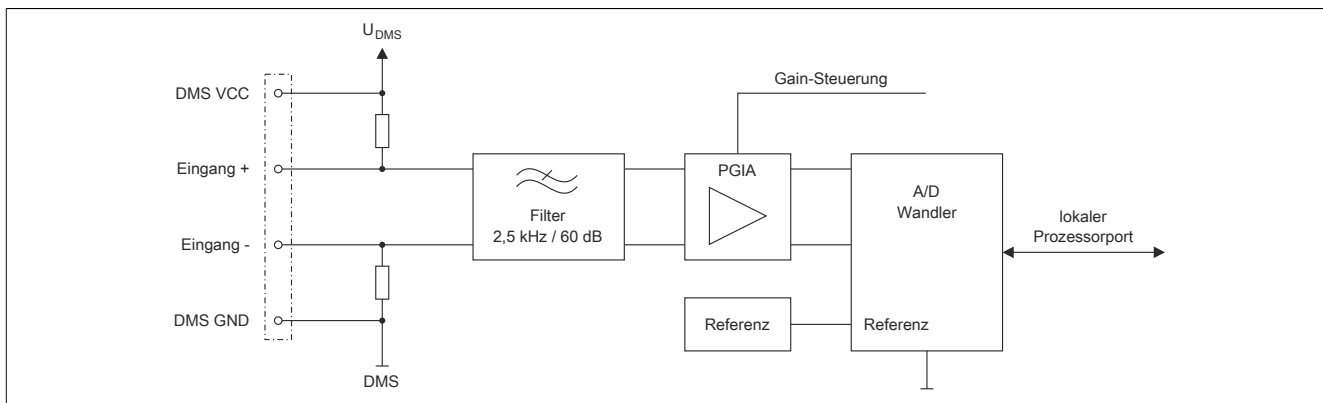 U_DMS
DMS VCC
Gain-Steuerung
Eingang +
PGIA
A/D
Wandler
Filter
2,5 kHz / 60 dB
Eingang -
lokaler
Prozessorport
DMS GND
Referenz
Referenz
DMS